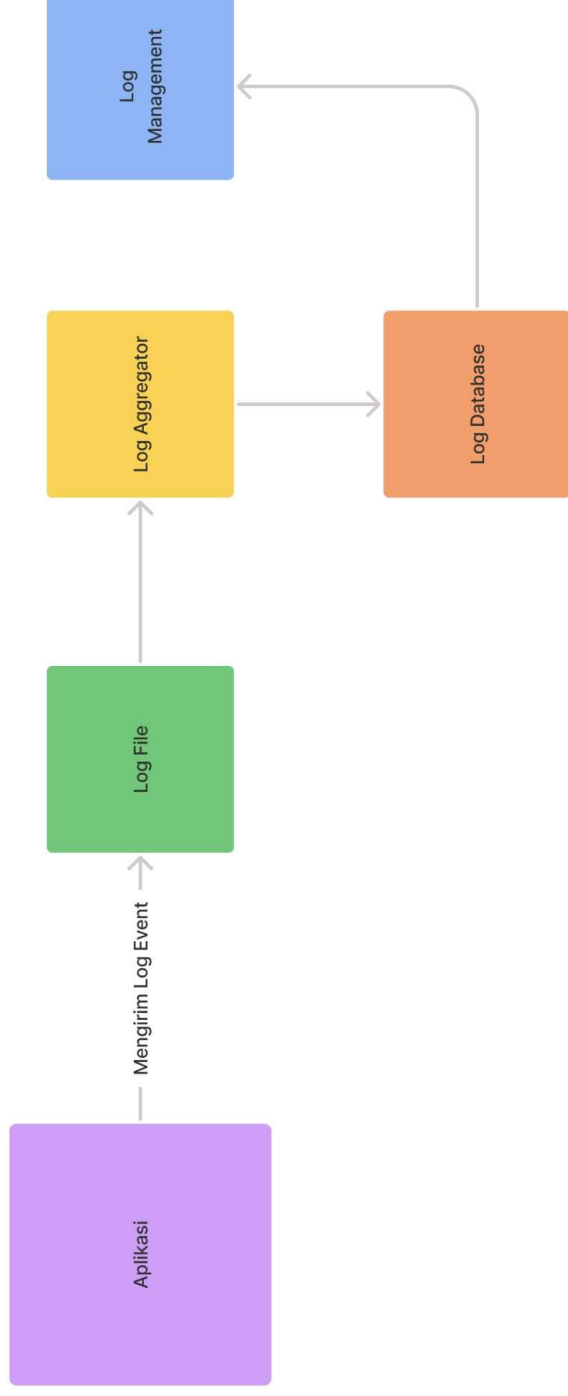 Aplikasi
Mengirim Log Event
Log File
Log Aggregator
Log Database
Log
Management